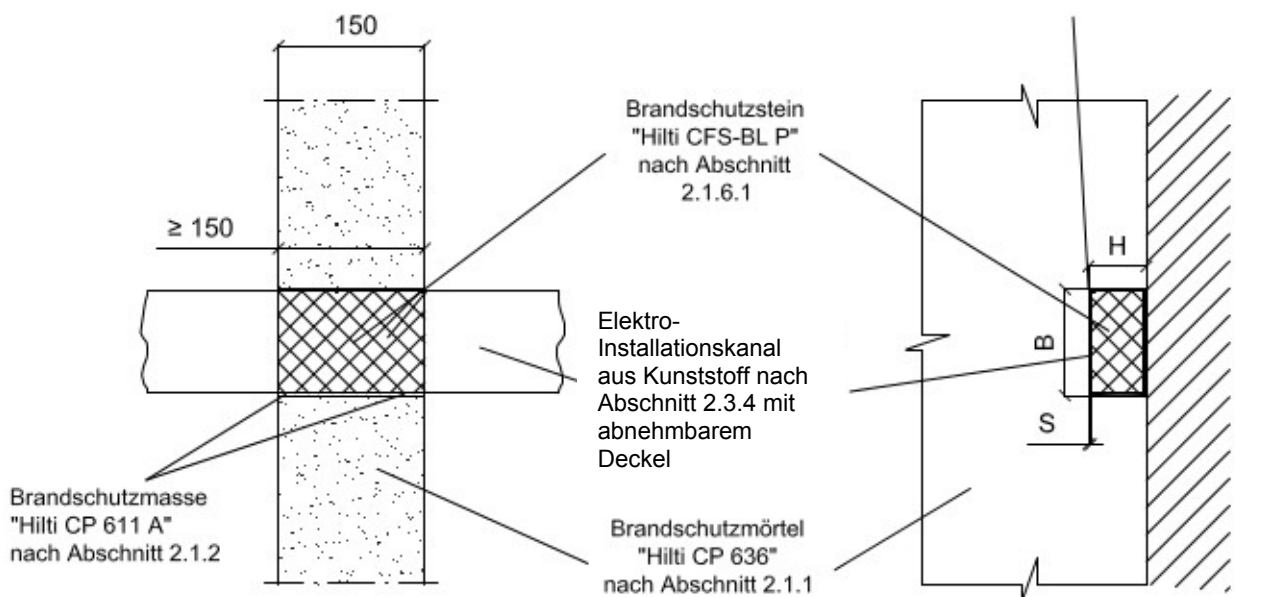 150
Brandschutzstein
"Hilti CFS-BL P"
nach Abschnitt
2.1.6.1
≥ 150
H
B
S
Elektro-
Installationskanal
aus Kunststoff nach
Abschnitt 2.3.4 mit
abnehmbarem
Deckel
Brandschutzmasse
"Hilti CP 611 A"
nach Abschnitt 2.1.2
Brandschutzmörtel
"Hilti CP 636"
nach Abschnitt 2.1.1